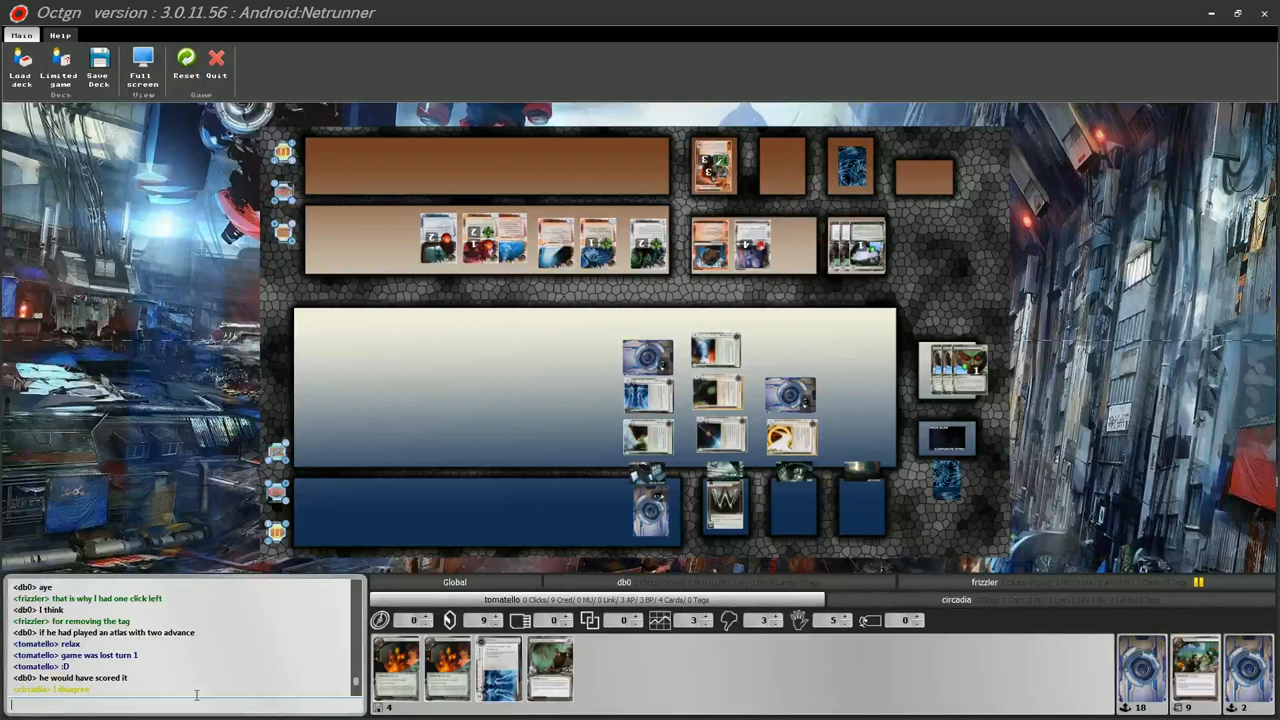 Octgn version : 3.0.11.56 : Android:Netrunner
Main Help
Load deck
Limited game
Save Deck
Full screen
Reset
Quit
Deck
View
Game
<db0> aye
<frizzler> that is why I had one click left
<db0> I think
<frizzler> for removing the tag
<db0> if he had played an atlas with two advance
<tomatello> relax
<tomatello> game was lost turn 1
<tomatello> :D
<db0> he would have scored it
<circadia> I disagree
Global
db0
frizzler
tomatello 0 Clicks/ 9 Cred/ 0 MU/ 0 Link/ 3 AP/ 3 BP/ 4 Cards/ 0 Tags
circadia
0 9 0 0 3 3 5 0
4
18
9
2